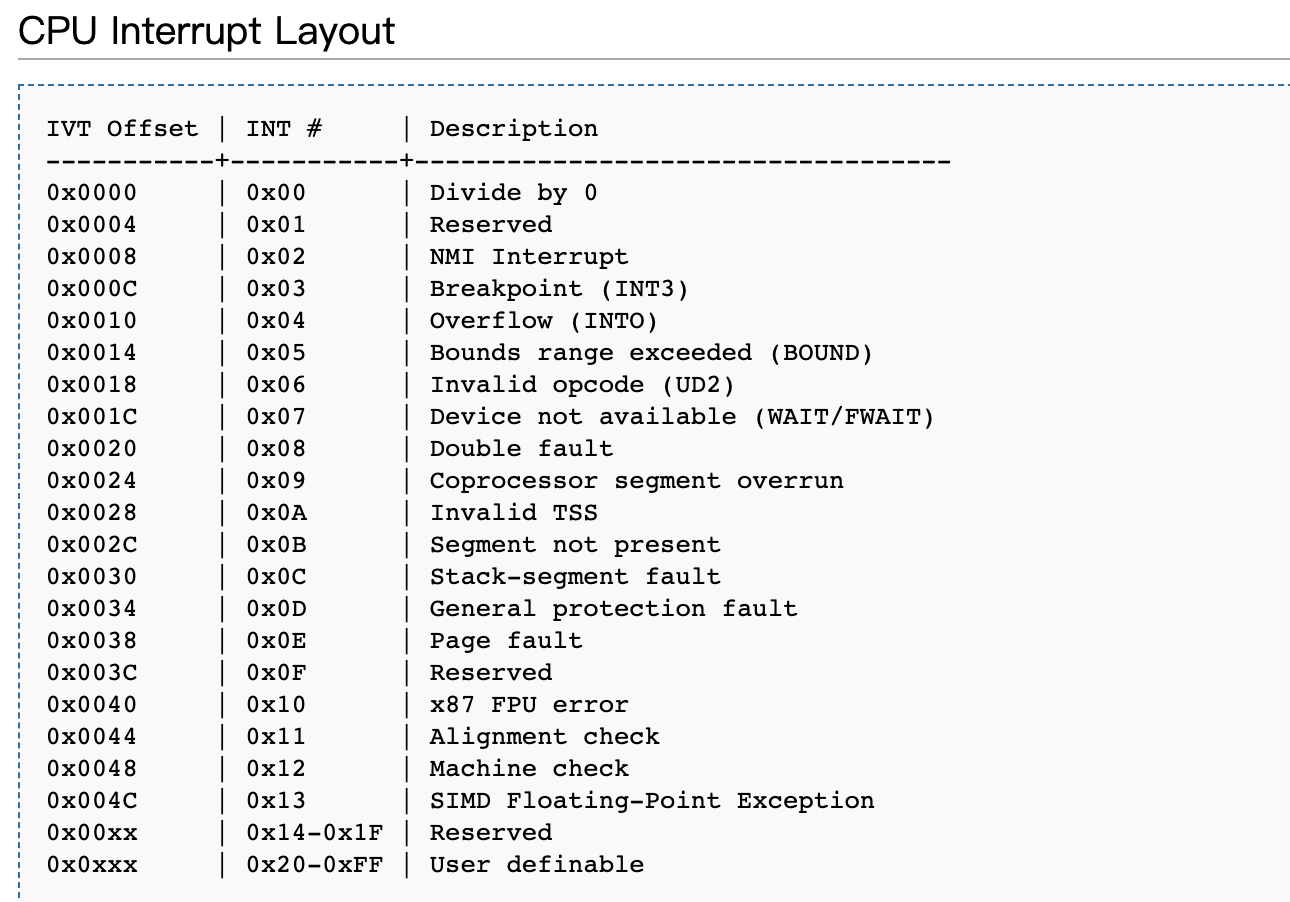 CPU Interrupt Layout
IVT Offset | INT #     | Description
-----------+-----------+-----------------------------------
0x0000     | 0x00      | Divide by 0
0x0004     | 0x01      | Reserved
0x0008     | 0x02      | NMI Interrupt
0x000C     | 0x03      | Breakpoint (INT3)
0x0010     | 0x04      | Overflow (INTO)
0x0014     | 0x05      | Bounds range exceeded (BOUND)
0x0018     | 0x06      | Invalid opcode (UD2)
0x001C     | 0x07      | Device not available (WAIT/FWAIT)
0x0020     | 0x08      | Double fault
0x0024     | 0x09      | Coprocessor segment overrun
0x0028     | 0x0A      | Invalid TSS
0x002C     | 0x0B      | Segment not present
0x0030     | 0x0C      | Stack-segment fault
0x0034     | 0x0D      | General protection fault
0x0038     | 0x0E      | Page fault
0x003C     | 0x0F      | Reserved
0x0040     | 0x10      | x87 FPU error
0x0044     | 0x11      | Alignment check
0x0048     | 0x12      | Machine check
0x004C     | 0x13      | SIMD Floating-Point Exception
0x00xx     | 0x14-0x1F | Reserved
0x0xxx     | 0x20-0xFF | User definable